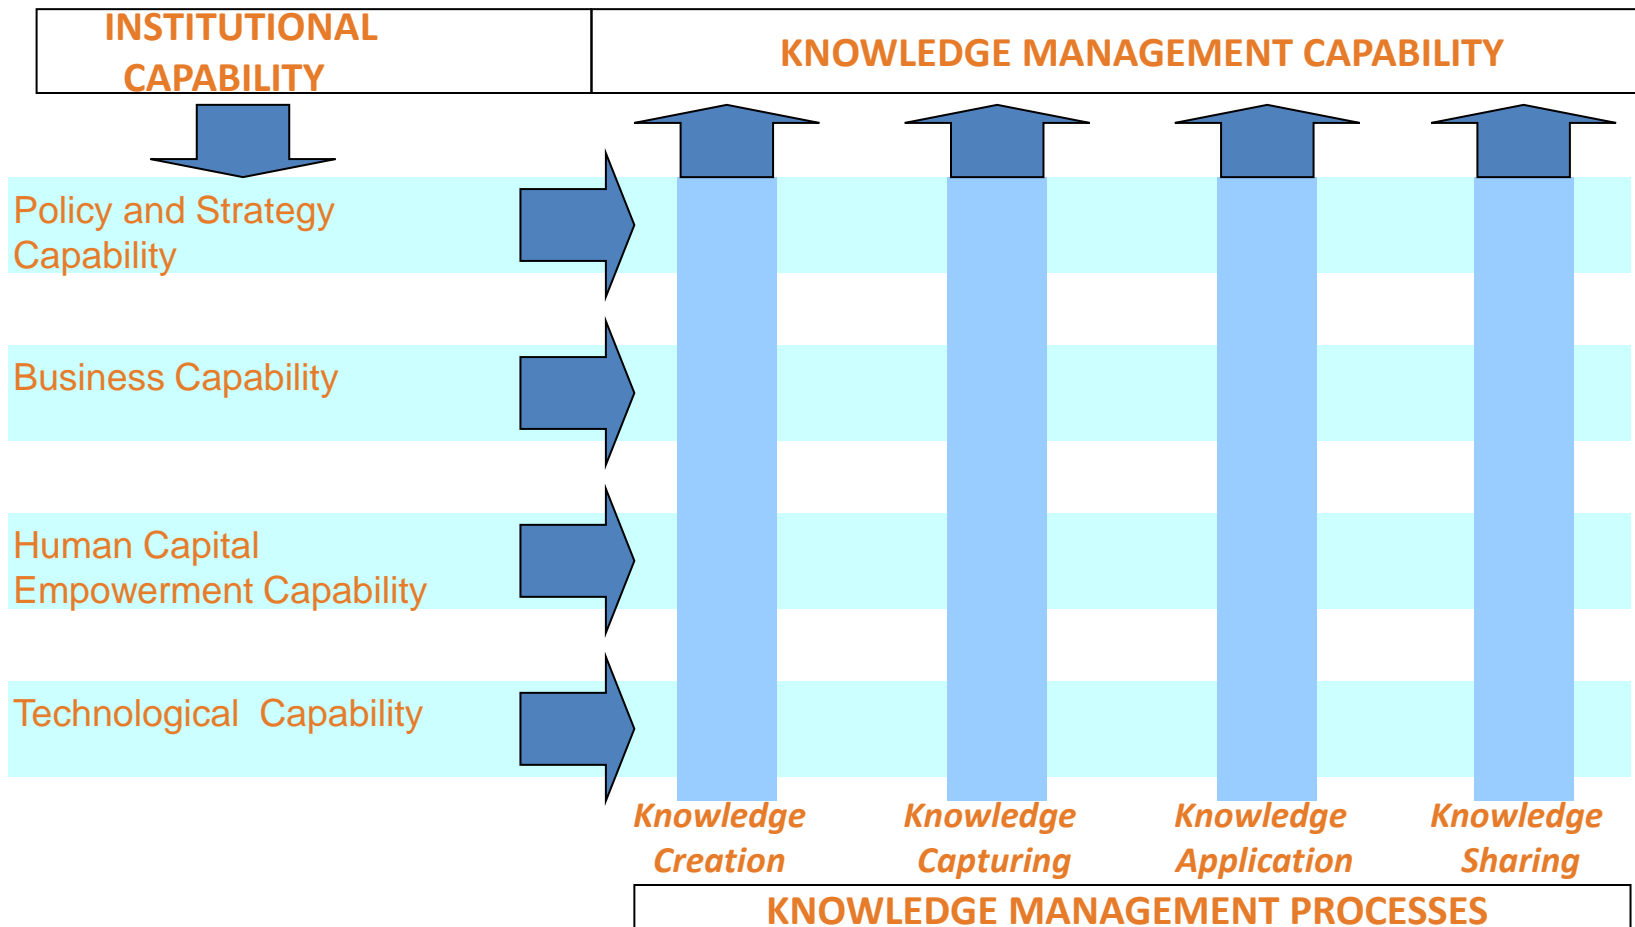 INSTITUTIONAL
CAPABILITY
KNOWLEDGE MANAGEMENT CAPABILITY
Policy and Strategy
Capability
Business Capability
Human Capital
Empowerment Capability
Technological  Capability
Knowledge
Creation
Knowledge
Capturing
Knowledge
Application
Knowledge
Sharing
KNOWLEDGE MANAGEMENT PROCESSES